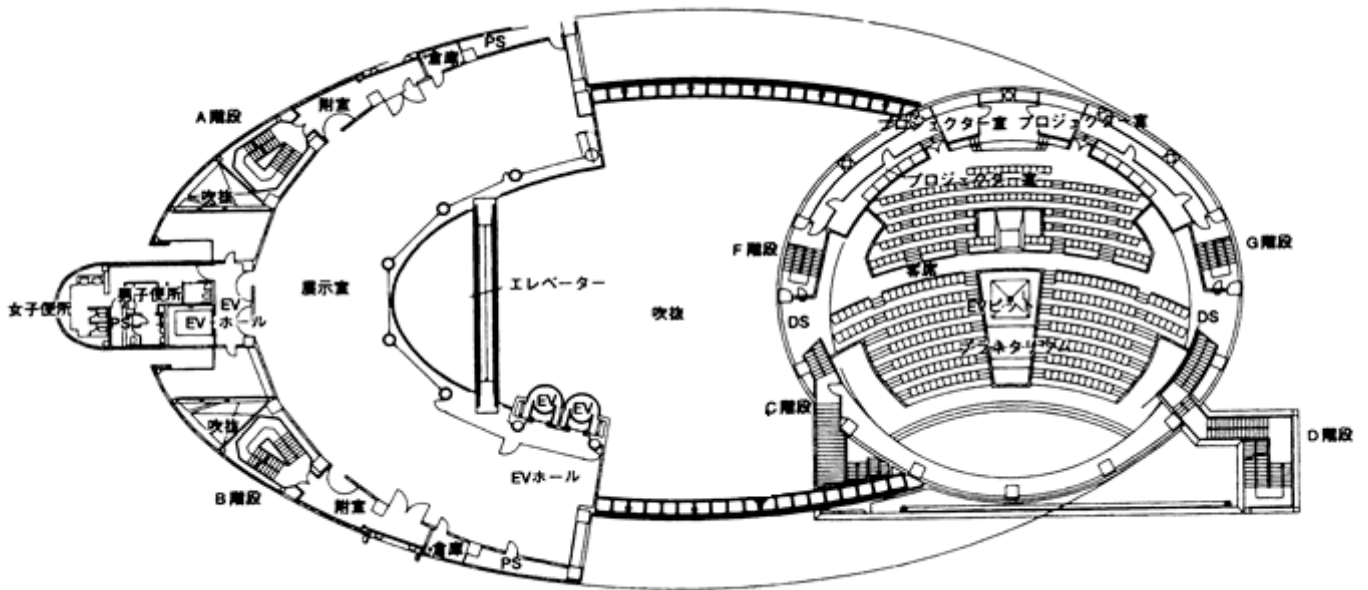 PS
倉庫
附室
A階段
吹抜
プロジェクター室
プロジェクター室
プロジェクター室
F階段
G階段
客席
エレベーター
展示室
吹抜
女子便所
男子便所
PS
EV
EV
ホール
EVピット
DS
DS
プラネタリウム
EV
EV
C階段
D階段
吹抜
EVホール
B階段
附室
倉庫
PS